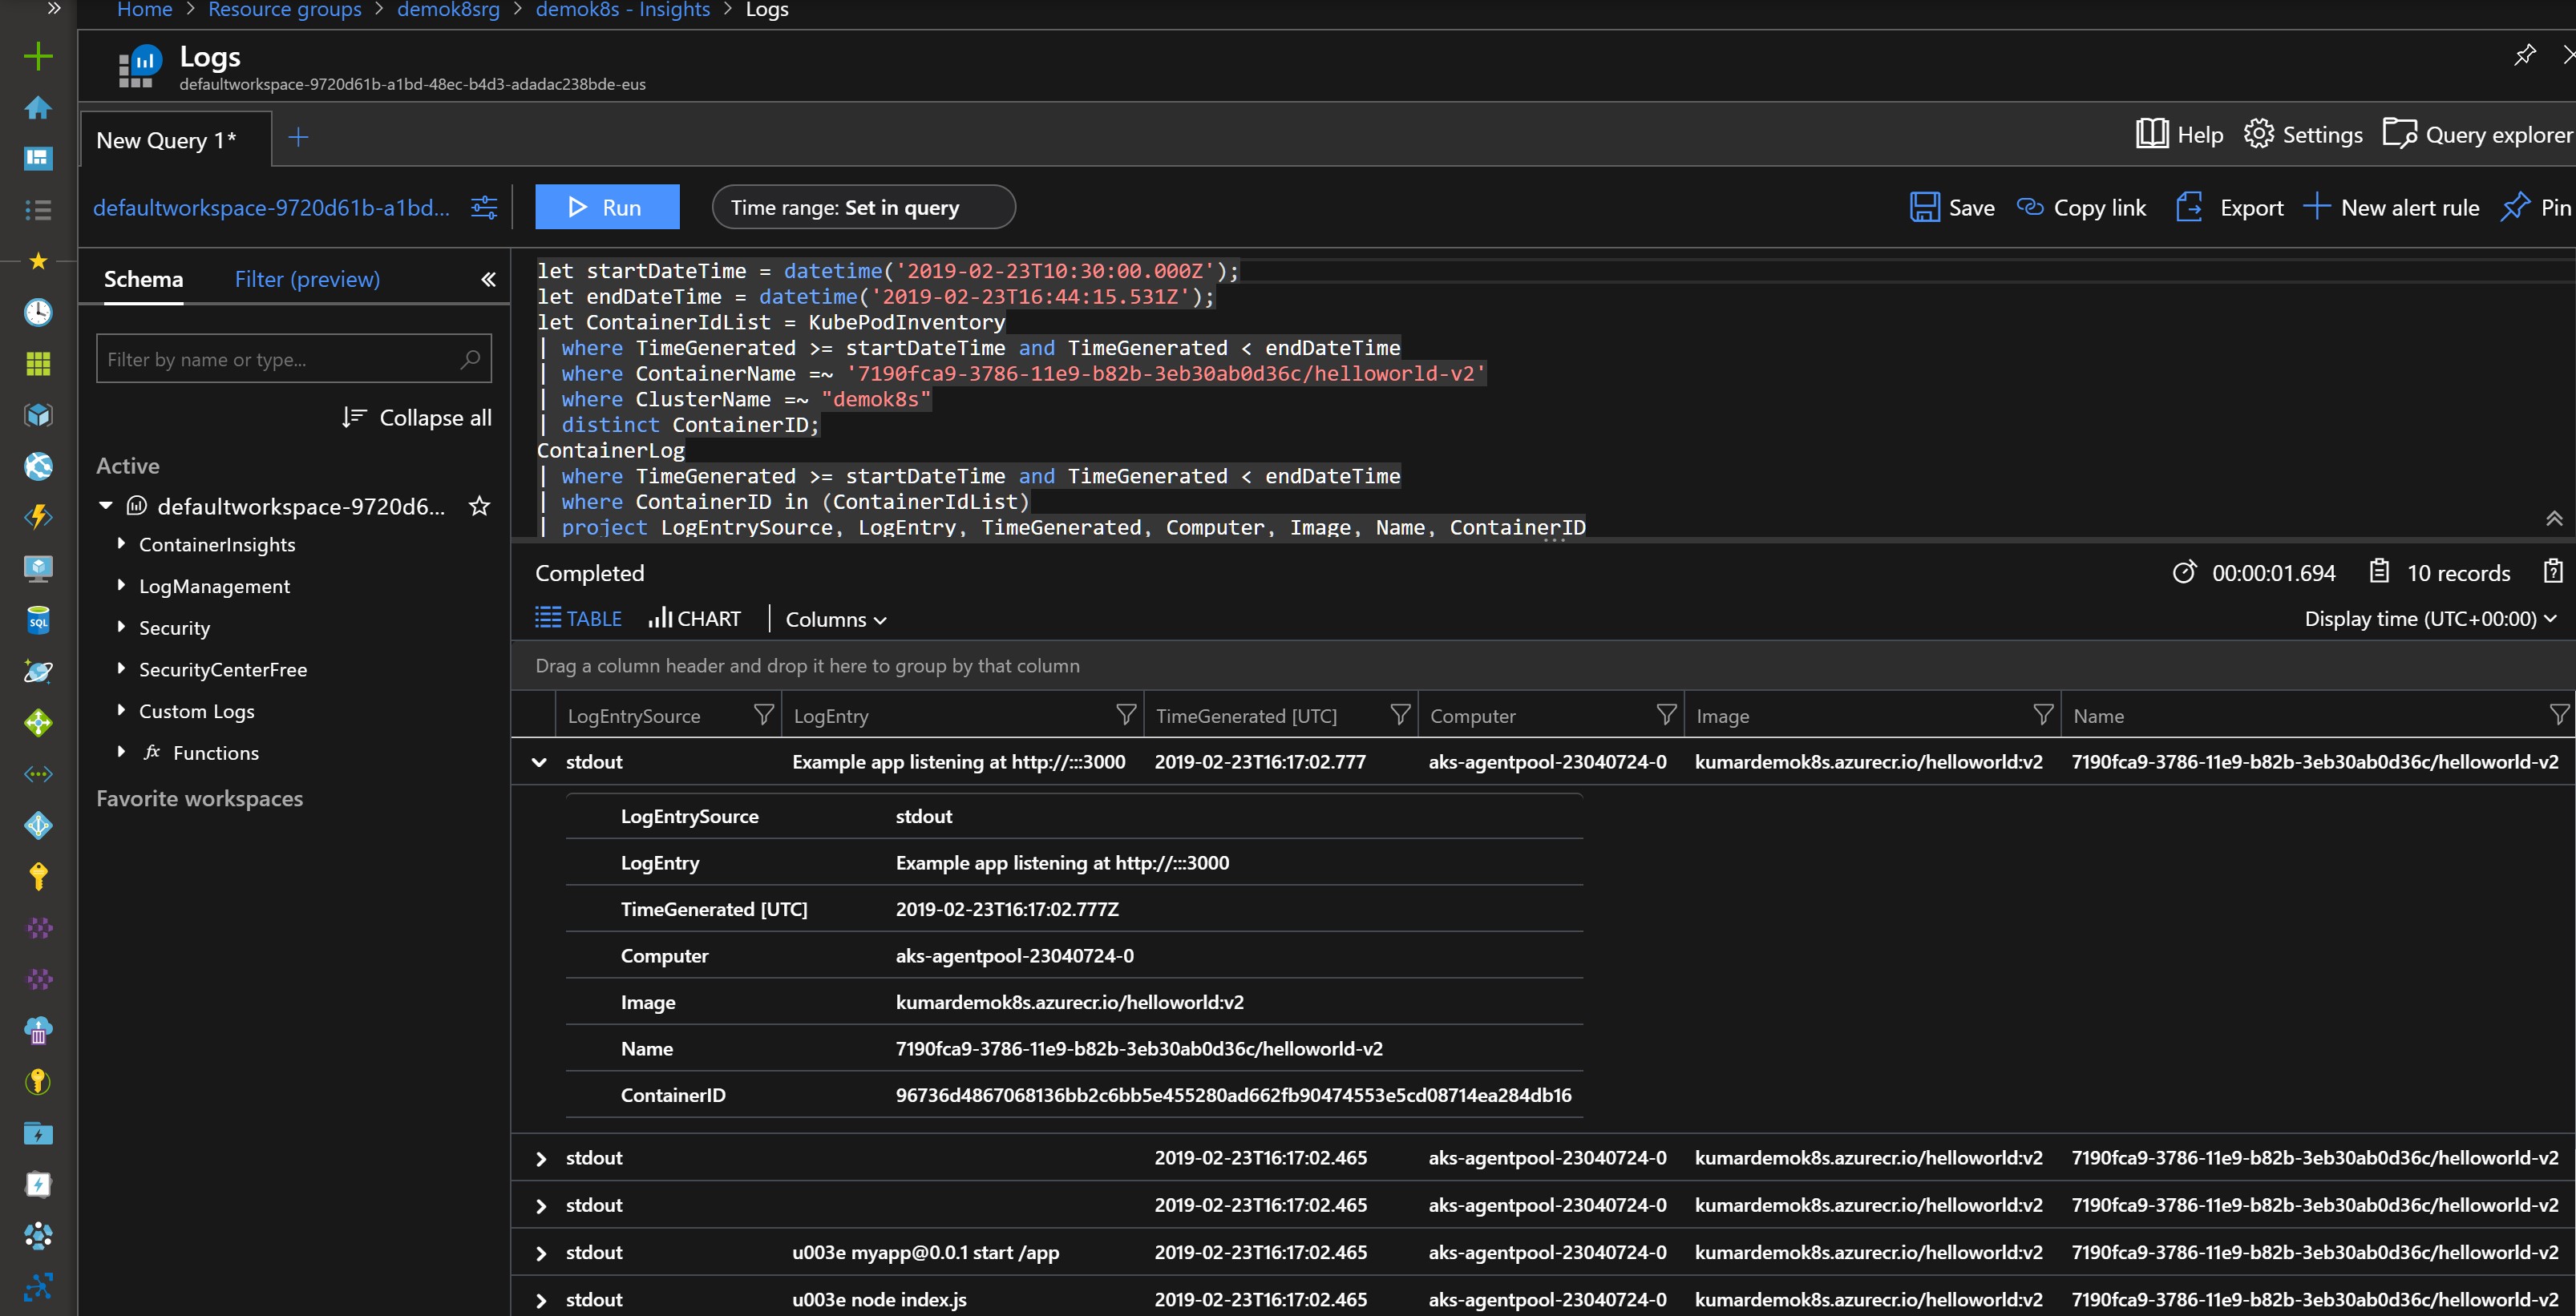 Home > Resource groups > demok8srg > demok8s - Insights > Logs
Logs
defaultworkspace-9720d61b-a1bd-48ec-b4d3-adadac238bde-eus
New Query 1*
Help Settings Query explorer
defaultworkspace-9720d61b-a1bd... Run Time range: Set in query Save Copy link Export New alert rule Pin
Schema Filter (preview)
Filter by name or type...
Collapse all
Active
defaultworkspace-9720d6...
ContainerInsights
LogManagement
Security
SecurityCenterFree
Custom Logs
fx Functions
Favorite workspaces
SQL
let startDateTime = datetime('2019-02-23T10:30:00.000Z');
let endDateTime = datetime('2019-02-23T16:44:15.531Z');
let ContainerIdList = KubePodInventory
| where TimeGenerated >= startDateTime and TimeGenerated < endDateTime
| where ContainerName =~ '7190fca9-3786-11e9-b82b-3eb30ab0d36c/helloworld-v2'
| where ClusterName =~ "demok8s"
| distinct ContainerID;
ContainerLog
| where TimeGenerated >= startDateTime and TimeGenerated < endDateTime
| where ContainerID in (ContainerIdList)
| project LogEntrySource, LogEntry, TimeGenerated, Computer, Image, Name, ContainerID
Completed 00:00:01.694 10 records
TABLE CHART Columns Display time (UTC+00:00)
Drag a column header and drop it here to group by that column
LogEntrySource LogEntry TimeGenerated [UTC] Computer Image Name
stdout Example app listening at http://:::3000 2019-02-23T16:17:02.777 aks-agentpool-23040724-0 kumardemok8s.azurecr.io/helloworld:v2 7190fca9-3786-11e9-b82b-3eb30ab0d36c/helloworld-v2
LogEntrySource stdout
LogEntry Example app listening at http://:::3000
TimeGenerated [UTC] 2019-02-23T16:17:02.777Z
Computer aks-agentpool-23040724-0
Image kumardemok8s.azurecr.io/helloworld:v2
Name 7190fca9-3786-11e9-b82b-3eb30ab0d36c/helloworld-v2
ContainerID 96736d4867068136bb2c6bb5e455280ad662fb90474553e5cd08714ea284db16
stdout 2019-02-23T16:17:02.465 aks-agentpool-23040724-0 kumardemok8s.azurecr.io/helloworld:v2 7190fca9-3786-11e9-b82b-3eb30ab0d36c/helloworld-v2
stdout 2019-02-23T16:17:02.465 aks-agentpool-23040724-0 kumardemok8s.azurecr.io/helloworld:v2 7190fca9-3786-11e9-b82b-3eb30ab0d36c/helloworld-v2
stdout u003e myapp@0.0.1 start /app 2019-02-23T16:17:02.465 aks-agentpool-23040724-0 kumardemok8s.azurecr.io/helloworld:v2 7190fca9-3786-11e9-b82b-3eb30ab0d36c/helloworld-v2
stdout u003e node index.js 2019-02-23T16:17:02.465 aks-agentpool-23040724-0 kumardemok8s.azurecr.io/helloworld:v2 7190fca9-3786-11e9-b82b-3eb30ab0d36c/helloworld-v2